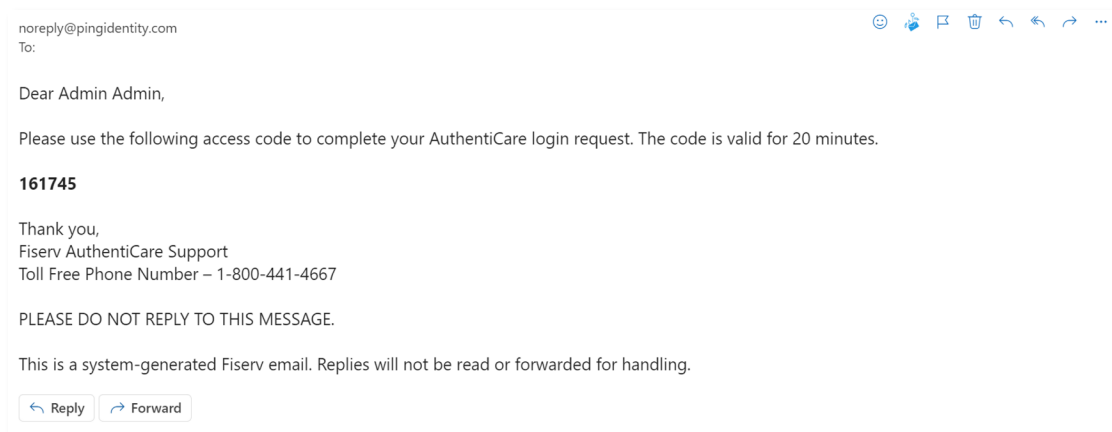 noreply@pingidentity.com
To:
Dear Admin Admin,
Please use the following access code to complete your AuthentiCare login request. The code is valid for 20 minutes.
161745
Thank you,
Fiserv AuthentiCare Support
Toll Free Phone Number – 1-800-441-4667
PLEASE DO NOT REPLY TO THIS MESSAGE.
This is a system-generated Fiserv email. Replies will not be read or forwarded for handling.
Reply Forward